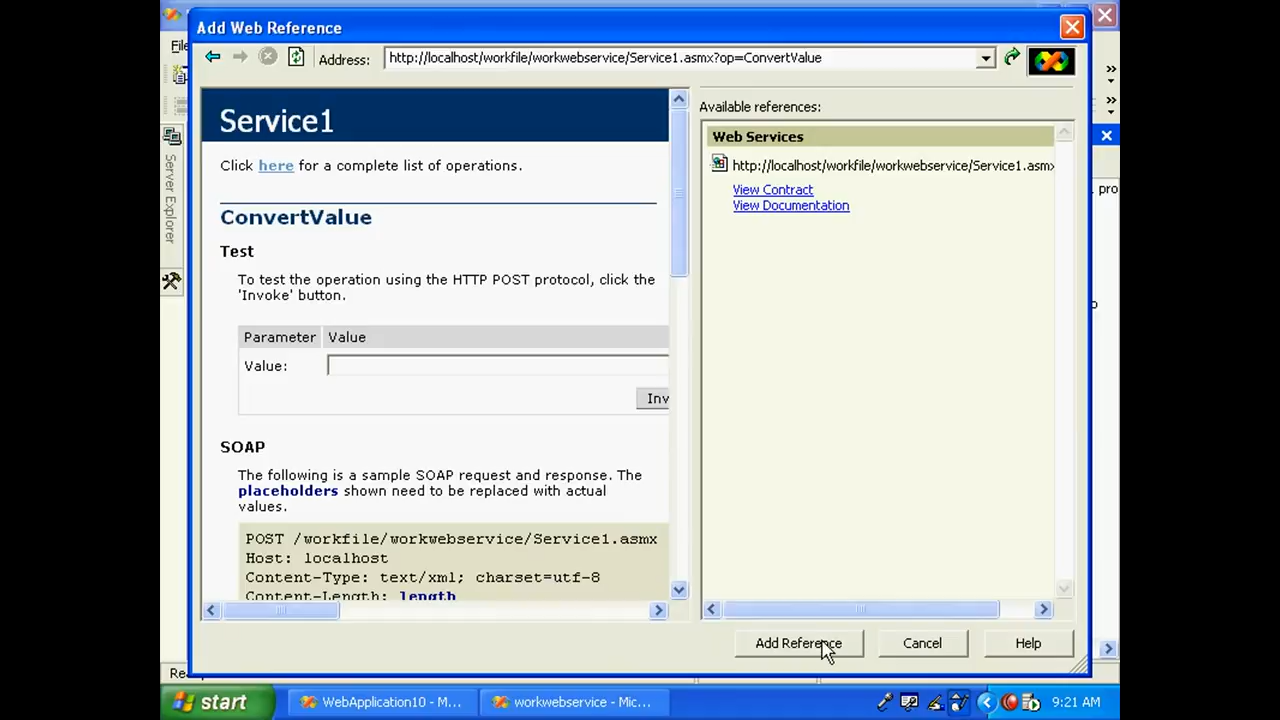 Add Web Reference
File
Address: http://localhost/workfile/workwebservice/Service1.asmx?op=ConvertValue
Server Explorer
Service1
Click here for a complete list of operations.
ConvertValue
Test
To test the operation using the HTTP POST protocol, click the
'Invoke' button.
Parameter Value
Value:
Inv
SOAP
The following is a sample SOAP request and response. The
placeholders shown need to be replaced with actual
values.
POST /workfile/workwebservice/Service1.asmx
Host: localhost
Content-Type: text/xml; charset=utf-8
Content-Length: length
Available references:
Web Services
http://localhost/workfile/workwebservice/Service1.asmx
View Contract
View Documentation
pro
Add Reference Cancel Help
start WebApplication10 - M... workwebservice - Mic... 9:21 AM